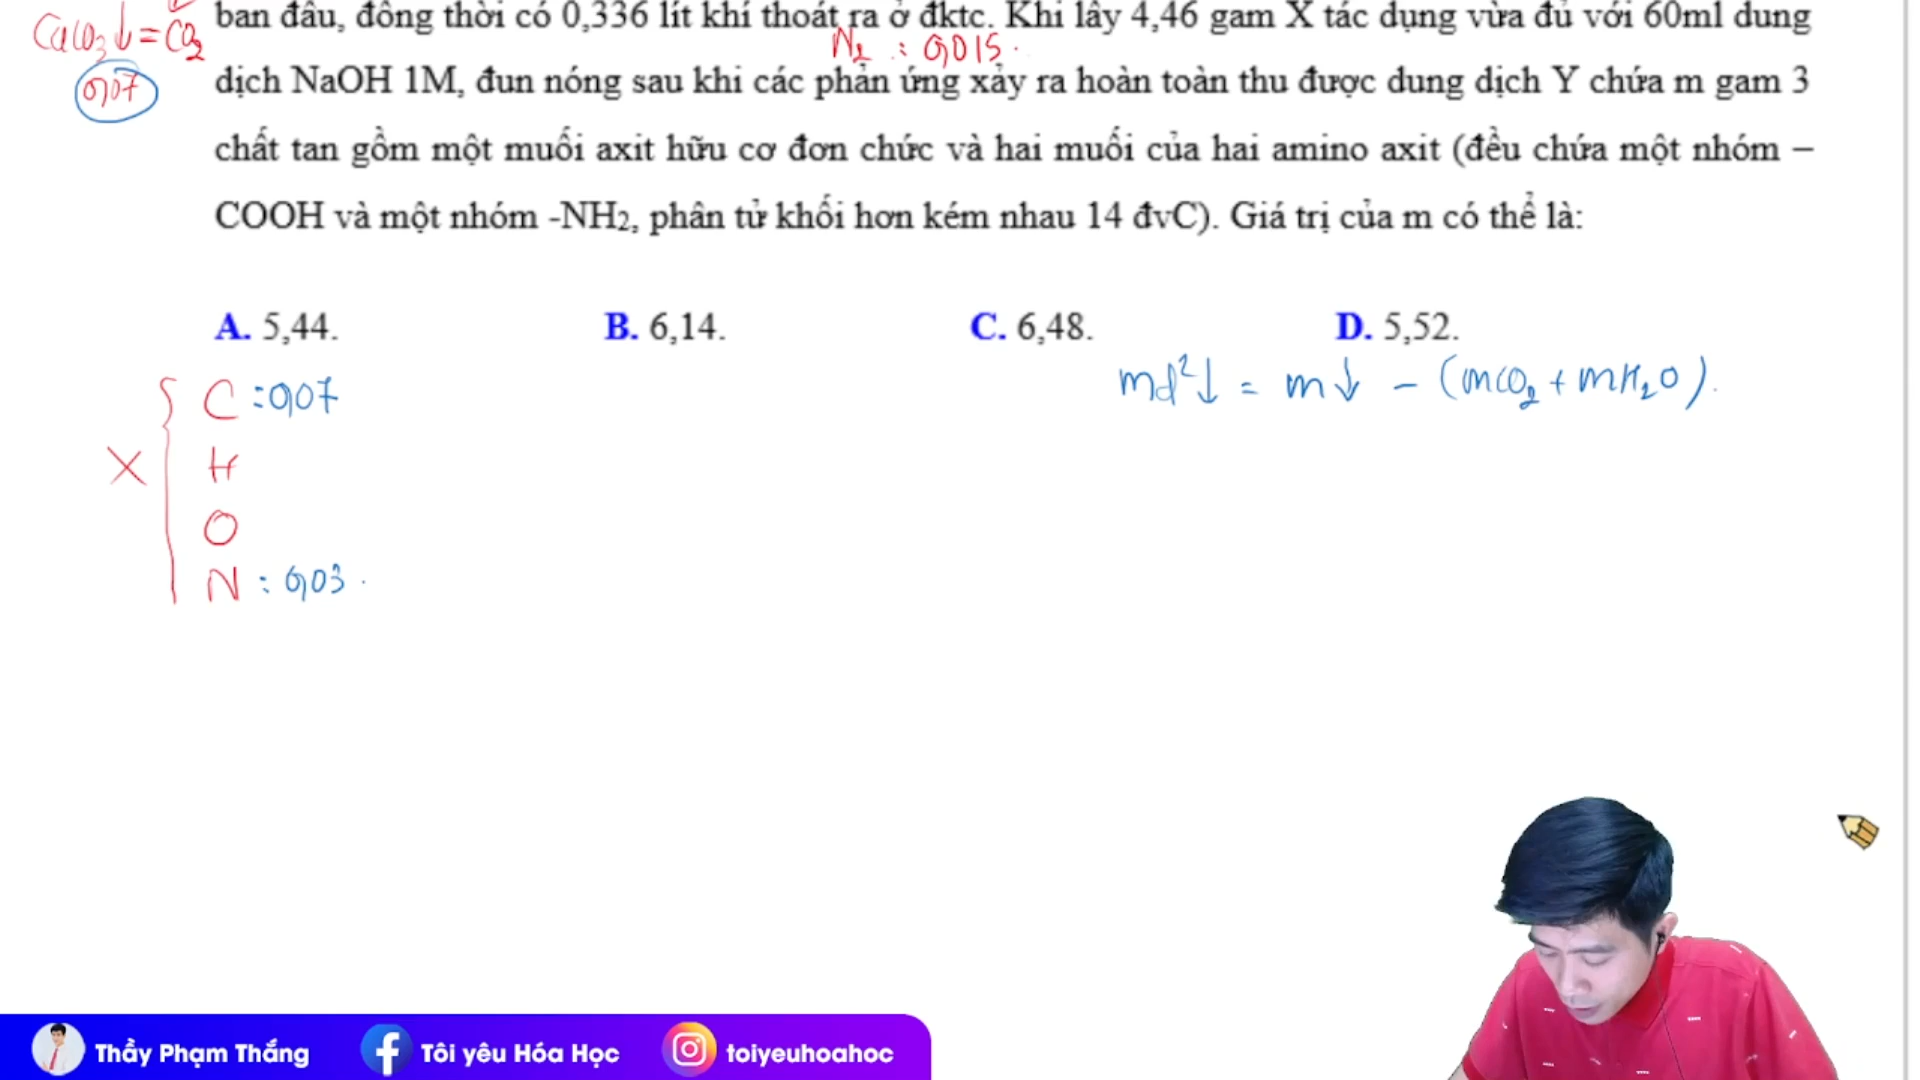 ban đầu, đồng thời có 0,336 lít khí thoát ra ở đktc. Khi lấy 4,46 gam X tác dụng vừa đủ với 60ml dung
CaCO3↓ = CO2
N2 : 0,015.
0,07
dịch NaOH 1M, đun nóng sau khi các phản ứng xảy ra hoàn toàn thu được dung dịch Y chứa m gam 3
chất tan gồm một muối axit hữu cơ đơn chức và hai muối của hai amino axit (đều chứa một nhóm –
COOH và một nhóm -NH2, phân tử khối hơn kém nhau 14 đvC). Giá trị của m có thể là:
A. 5,44. B. 6,14. C. 6,48. D. 5,52.
md²↓ = m↓ - (mCO2 + mH2O).
C : 0,07
X H
O
N : 0,03.
Thầy Phạm Thắng Tôi yêu Hóa Học toiyeuhoahoc